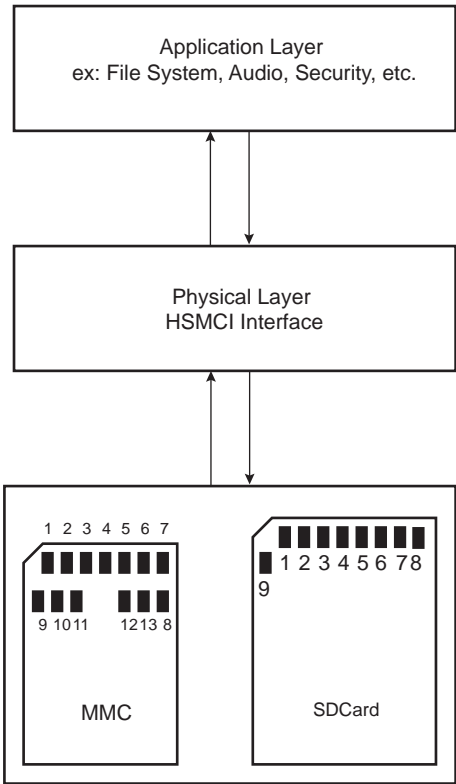 Application Layer
ex: File System, Audio, Security, etc.
Physical Layer
HSMCI Interface
1 2 3 4 5 6 7
9 10 11 12 13 8
MMC
1 2 3 4 5 6 7 8
9
SDCard